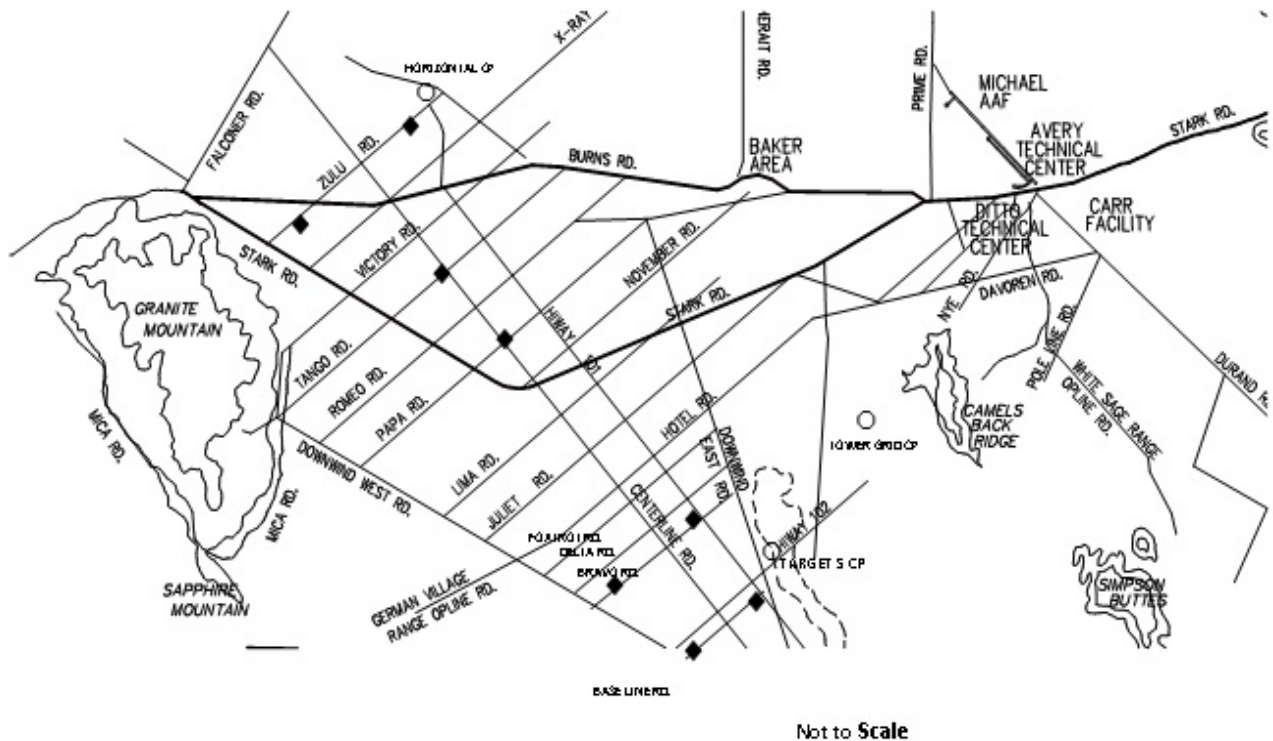 X-RAY
HERAIT RD.
PRIME RD.
HORIZONTAL CP
MICHAEL
AAF
FALCONER RD.
STARK RD.
AVERY
TECHNICAL
CENTER
ZULU RD.
BURNS RD.
BAKER
AREA
DITTO
TECHNICAL
CENTER
CARR
FACILITY
VICTORY RD.
NOVEMBER RD.
STARK RD.
STARK RD.
NYE RD.
DAVOREN RD.
GRANITE
MOUNTAIN
HIWAY 101
POLE LINE RD.
TANGO RD.
ROMEO RD.
PAPA RD.
WHITE SAGE RANGE
OPLINE RD.
DURAND R
HOTEL RD.
CAMELS
BACK
RIDGE
TOWER GRID CP
MICA RD.
DOWNWIND WEST RD.
LIMA RD.
DOWNWIND
EAST RD.
JULIET RD.
CENTERLINE RD.
MICA RD.
HIWAY 102
DELTA RD.
BRAVO RD.
TARGET S CP
SAPPHIRE
MOUNTAIN
GERMAN VILLAGE
RANGE OPLINE RD.
SIMPSON
BUTTES
BASELINE RD.
Not to Scale